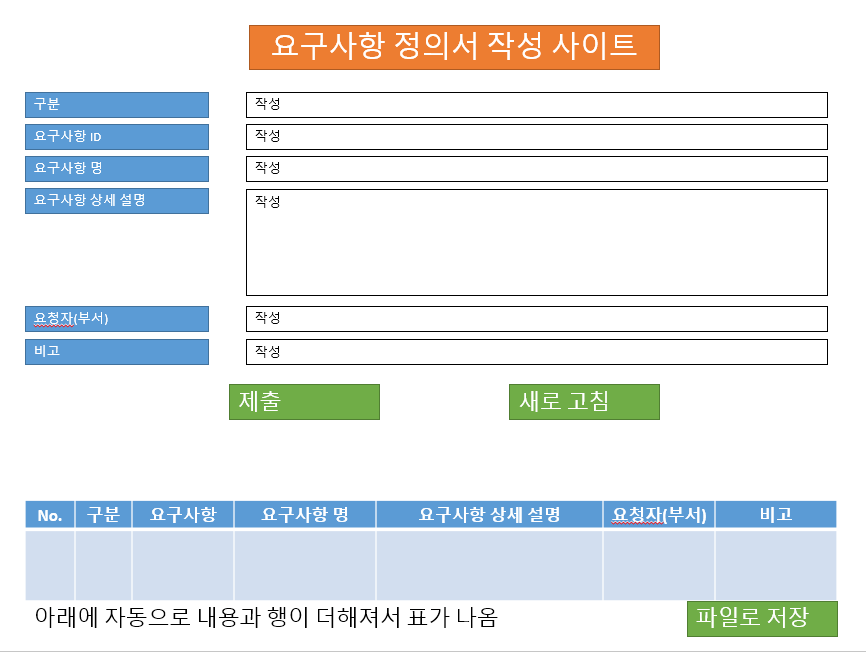 요구사항 정의서 작성 사이트
구분 작성
요구사항 ID 작성
요구사항 명 작성
요구사항 상세 설명 작성
요청자(부서) 작성
비고 작성
제출 새로 고침
No. 구분 요구사항 요구사항 명 요구사항 상세 설명 요청자(부서) 비고
아래에 자동으로 내용과 행이 더해져서 표가 나옴 파일로 저장